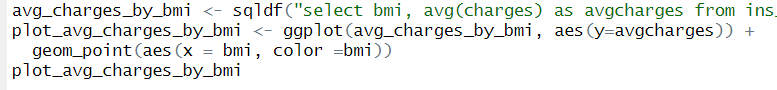 avg_charges_by_bmi <- sqldf("select bmi, avg(charges) as avgcharges from ins
plot_avg_charges_by_bmi <- ggplot(avg_charges_by_bmi, aes(y=avgcharges)) +
  geom_point(aes(x = bmi, color =bmi))
plot_avg_charges_by_bmi